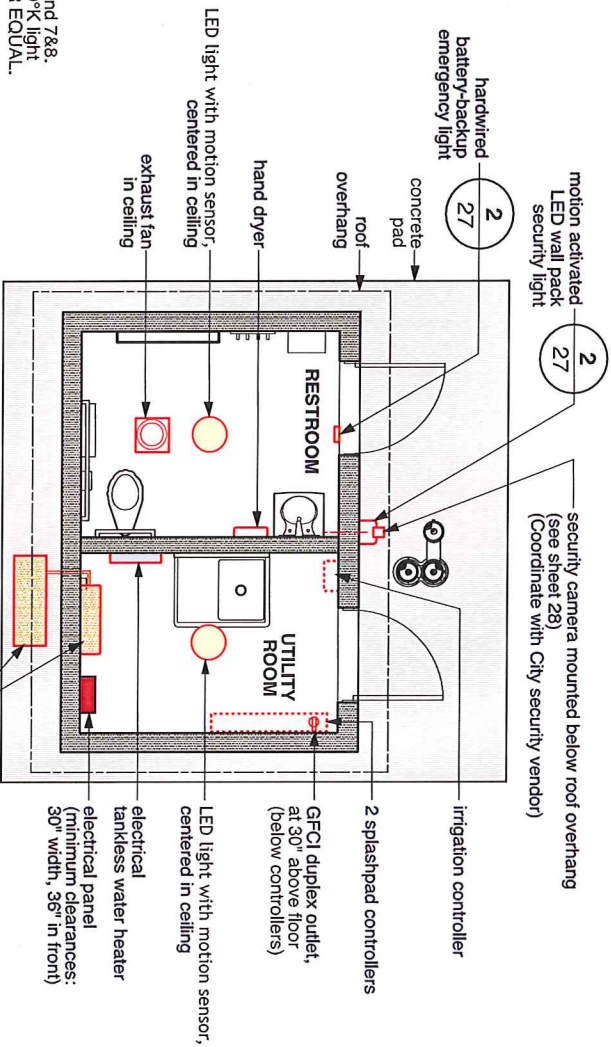 motion activated
LED wall pack
security light
2
27
security camera mounted below roof overhang
(see sheet 28)
(Coordinate with City security vendor)
hardwired
battery-backup
emergency light
2
27
concrete
pad
roof
overhang
hand dryer
LED light with motion sensor,
centered in ceiling
exhaust fan
in ceiling
RESTROOM
UTILITY
ROOM
irrigation controller
2 splashpad controllers
GFCI duplex outlet,
at 30" above floor
(below controllers)
LED light with motion sensor,
centered in ceiling
electrical
tankless water heater
electrical panel
(minimum clearances:
30" width, 36" in front)
nd 7&8.
°K light
EQUAL.